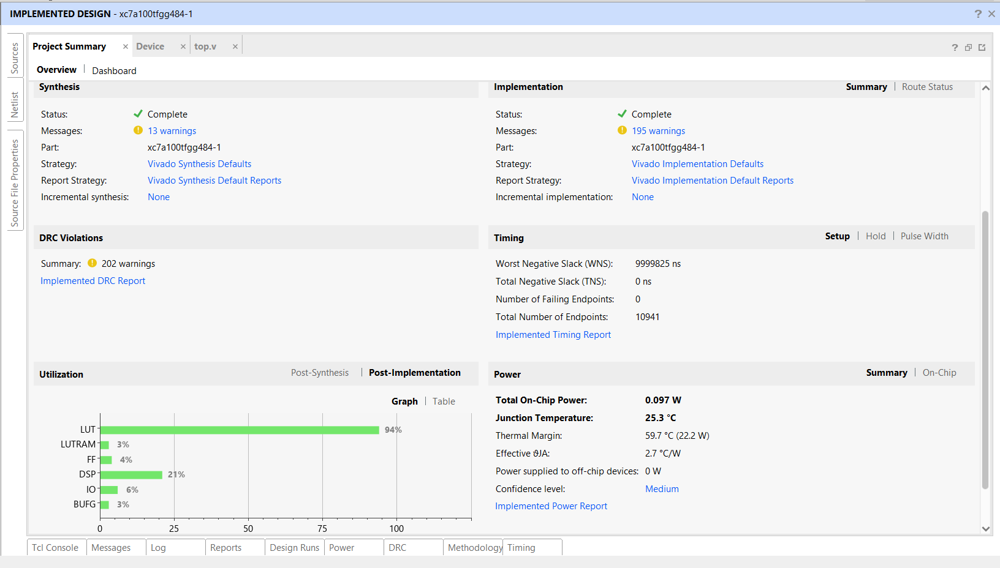 IMPLEMENTED DESIGN - xc7a100tfgg484-1
Sources
Netlist
Source File Properties
Project Summary
Device
top.v
Overview
Dashboard
Synthesis
Status: Complete
Messages: 13 warnings
Part: xc7a100tfgg484-1
Strategy: Vivado Synthesis Defaults
Report Strategy: Vivado Synthesis Default Reports
Incremental synthesis: None
Implementation
Summary | Route Status
Status: Complete
Messages: 195 warnings
Part: xc7a100tfgg484-1
Strategy: Vivado Implementation Defaults
Report Strategy: Vivado Implementation Default Reports
Incremental implementation: None
DRC Violations
Summary: 202 warnings
Implemented DRC Report
Timing
Setup | Hold | Pulse Width
Worst Negative Slack (WNS): 9999825 ns
Total Negative Slack (TNS): 0 ns
Number of Failing Endpoints: 0
Total Number of Endpoints: 10941
Implemented Timing Report
Utilization
Post-Synthesis | Post-Implementation
Graph | Table
LUT 94%
LUTRAM 3%
FF 4%
DSP 21%
IO 6%
BUFG 3%
0 25 50 75 100
Power
Summary | On-Chip
Total On-Chip Power: 0.097 W
Junction Temperature: 25.3 °C
Thermal Margin: 59.7 °C (22.2 W)
Effective ϑJA: 2.7 °C/W
Power supplied to off-chip devices: 0 W
Confidence level: Medium
Implemented Power Report
Tcl Console
Messages
Log
Reports
Design Runs
Power
DRC
Methodology
Timing